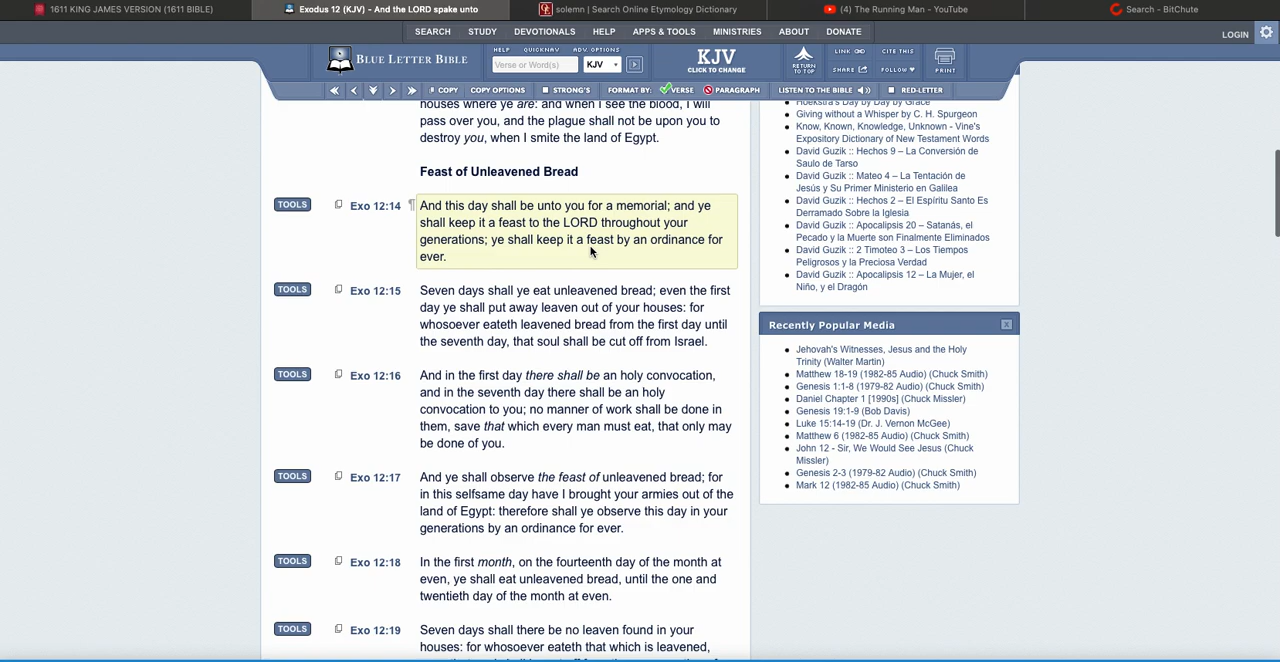 1611 KING JAMES VERSION (1611 BIBLE)
Exodus 12 (KJV) - And the LORD spake unto
solemn | Search Online Etymology Dictionary
(4) The Running Man - YouTube
Search - BitChute
SEARCH STUDY DEVOTIONALS HELP APPS & TOOLS MINISTRIES ABOUT DONATE
LOGIN
BLUE LETTER BIBLE
HELP QUICKNAV ADV. OPTIONS
Verse or Word(s)
KJV
KJV
CLICK TO CHANGE
RETURN
TO TOP
LINK
CITE THIS
SHARE
FOLLOW
PRINT
COPY COPY OPTIONS STRONG'S FORMAT BY: VERSE PARAGRAPH LISTEN TO THE BIBLE RED-LETTER
houses where ye are: and when I see the blood, I will
pass over you, and the plague shall not be upon you to
destroy you, when I smite the land of Egypt.
Feast of Unleavened Bread
TOOLS Exo 12:14 ¶ And this day shall be unto you for a memorial; and ye
shall keep it a feast to the LORD throughout your
generations; ye shall keep it a feast by an ordinance for
ever.
TOOLS Exo 12:15 Seven days shall ye eat unleavened bread; even the first
day ye shall put away leaven out of your houses: for
whosoever eateth leavened bread from the first day until
the seventh day, that soul shall be cut off from Israel.
TOOLS Exo 12:16 And in the first day there shall be an holy convocation,
and in the seventh day there shall be an holy
convocation to you; no manner of work shall be done in
them, save that which every man must eat, that only may
be done of you.
TOOLS Exo 12:17 And ye shall observe the feast of unleavened bread; for
in this selfsame day have I brought your armies out of the
land of Egypt: therefore shall ye observe this day in your
generations by an ordinance for ever.
TOOLS Exo 12:18 In the first month, on the fourteenth day of the month at
even, ye shall eat unleavened bread, until the one and
twentieth day of the month at even.
TOOLS Exo 12:19 Seven days shall there be no leaven found in your
houses: for whosoever eateth that which is leavened,
Hoekstra's Day by Day by Grace
Giving without a Whisper by C. H. Spurgeon
Know, Known, Knowledge, Unknown - Vine's
Expository Dictionary of New Testament Words
David Guzik :: Hechos 9 – La Conversión de
Saulo de Tarso
David Guzik :: Mateo 4 – La Tentación de
Jesús y Su Primer Ministerio en Galilea
David Guzik :: Hechos 2 – El Espíritu Santo Es
Derramado Sobre la Iglesia
David Guzik :: Apocalipsis 20 – Satanás, el
Pecado y la Muerte son Finalmente Eliminados
David Guzik :: 2 Timoteo 3 – Los Tiempos
Peligrosos y la Preciosa Verdad
David Guzik :: Apocalipsis 12 – La Mujer, el
Niño, y el Dragón
Recently Popular Media
Jehovah's Witnesses, Jesus and the Holy
Trinity (Walter Martin)
Matthew 18-19 (1982-85 Audio) (Chuck Smith)
Genesis 1:1-8 (1979-82 Audio) (Chuck Smith)
Daniel Chapter 1 [1990s] (Chuck Missler)
Genesis 19:1-9 (Bob Davis)
Luke 15:14-19 (Dr. J. Vernon McGee)
Matthew 6 (1982-85 Audio) (Chuck Smith)
John 12 - Sir, We Would See Jesus (Chuck
Missler)
Genesis 2-3 (1979-82 Audio) (Chuck Smith)
Mark 12 (1982-85 Audio) (Chuck Smith)